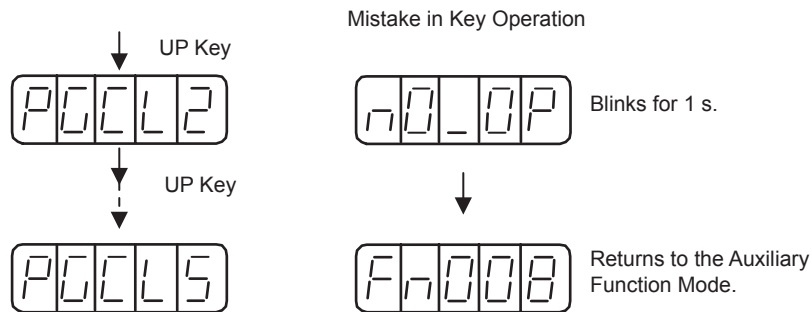 Mistake in Key Operation
UP Key
PGCL2
n0_0P
Blinks for 1 s.
UP Key
PGCL5
Fn008
Returns to the Auxiliary
Function Mode.